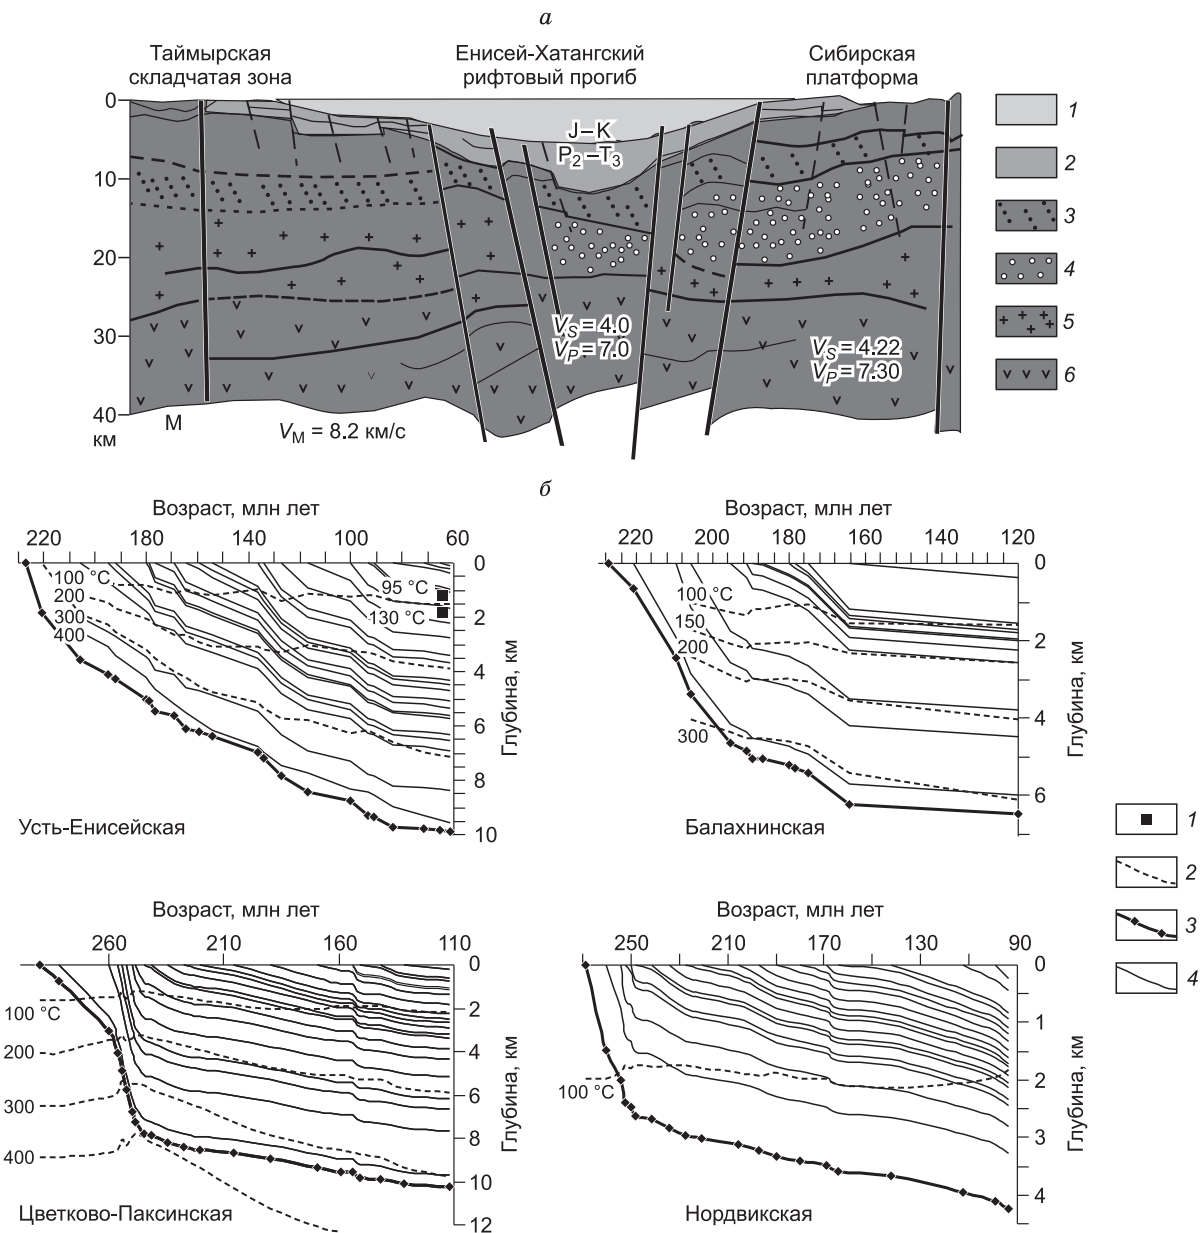 а
Таймырская
складчатая зона
Енисей-Хатангский
рифтовый прогиб
Сибирская
платформа
0
10
20
30
40
км
J–K
P2–T3
VS = 4.0
VP = 7.0
VS = 4.22
VP = 7.30
М
VМ = 8.2 км/с
1
2
3
4
5
6
б
Возраст, млн лет
220 180 140 100 60
0
2
4
6
8
10
Глубина, км
100 °C
200
300
400
95 °C
130 °C
Усть-Енисейская
Возраст, млн лет
220 200 180 160 140 120
0
2
4
6
Глубина, км
100 °C
150
200
300
Балахнинская
1
2
3
4
Возраст, млн лет
260 210 160 110
0
2
4
6
8
10
12
Глубина, км
0
100 °C
200
300
400
Цветково-Паксинская
Возраст, млн лет
250 210 170 130 90
0
1
2
3
4
Глубина, км
100 °C
Нордвикская